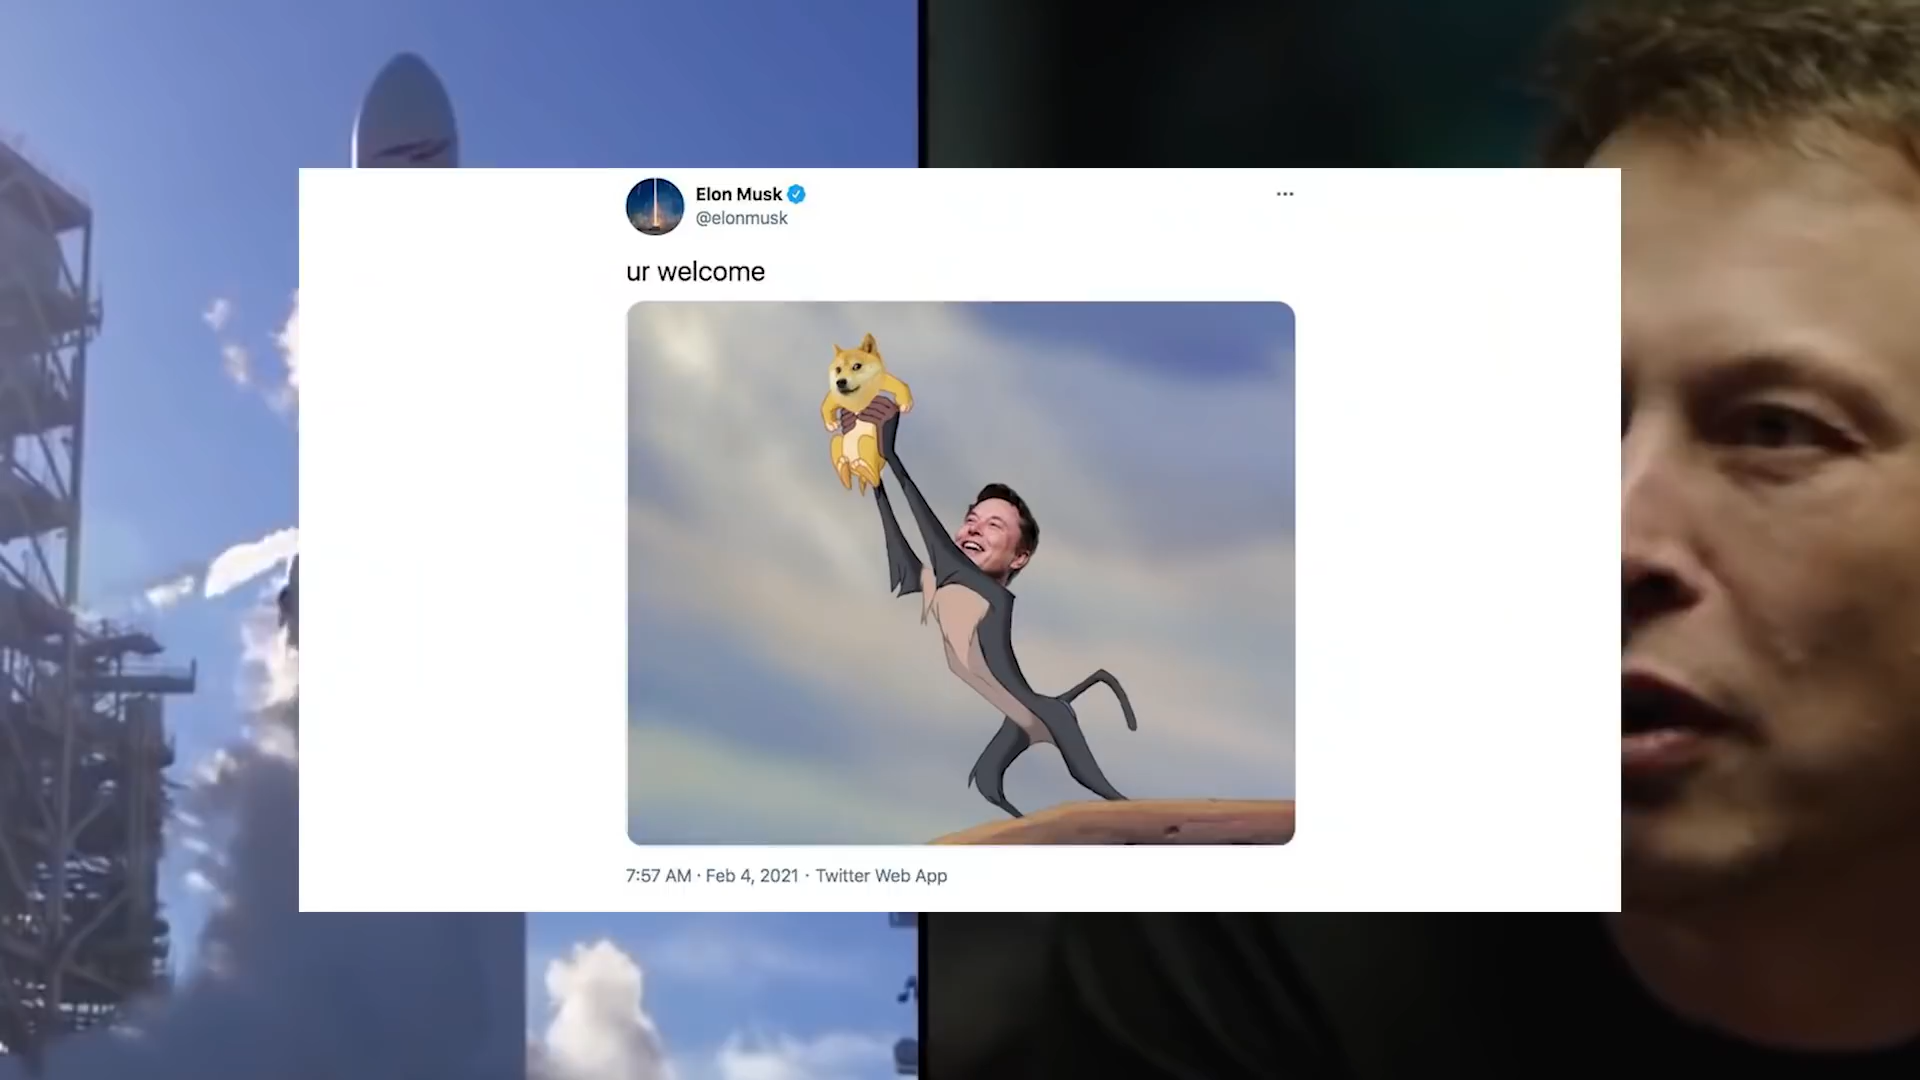 Elon Musk
@elonmusk
ur welcome
7:57 AM · Feb 4, 2021 · Twitter Web App